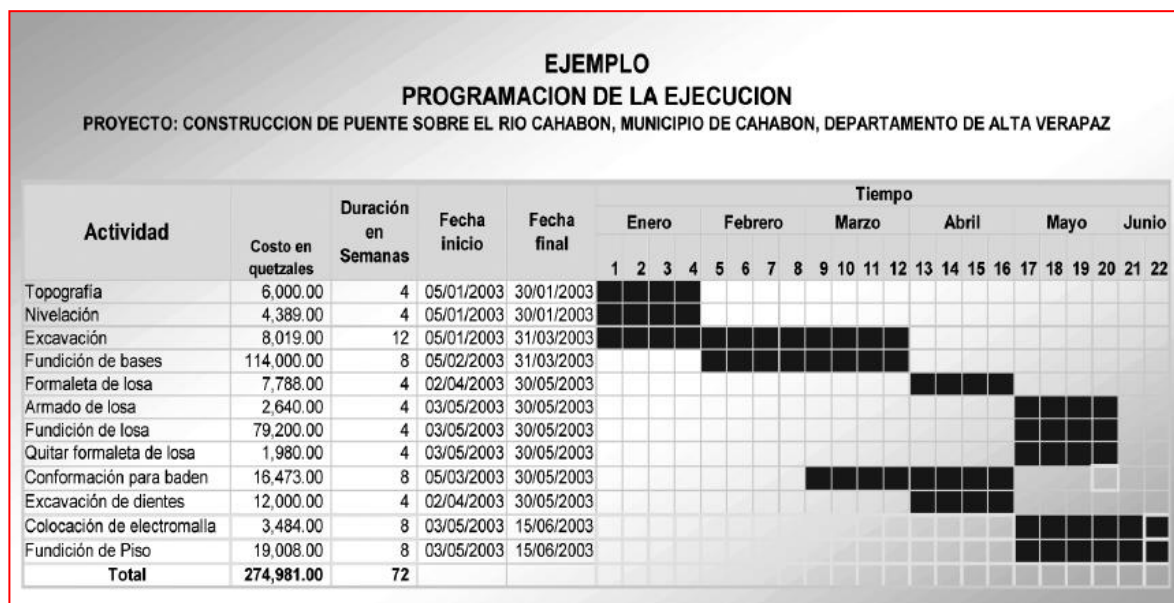 EJEMPLO
PROGRAMACION DE LA EJECUCION
PROYECTO: CONSTRUCCION DE PUENTE SOBRE EL RIO CAHABON, MUNICIPIO DE CAHABON, DEPARTAMENTO DE ALTA VERAPAZ
Actividad Costo en quetzales Duración en Semanas Fecha inicio Fecha final Tiempo
Enero Febrero Marzo Abril Mayo Junio
1 2 3 4 5 6 7 8 9 10 11 12 13 14 15 16 17 18 19 20 21 22
Topografía 6,000.00 4 05/01/2003 30/01/2003
Nivelación 4,389.00 4 05/01/2003 30/01/2003
Excavación 8,019.00 12 05/01/2003 31/03/2003
Fundición de bases 114,000.00 8 05/02/2003 31/03/2003
Formaleta de losa 7,788.00 4 02/04/2003 30/05/2003
Armado de losa 2,640.00 4 03/05/2003 30/05/2003
Fundición de losa 79,200.00 4 03/05/2003 30/05/2003
Quitar formaleta de losa 1,980.00 4 03/05/2003 30/05/2003
Conformación para baden 16,473.00 8 05/03/2003 30/05/2003
Excavación de dientes 12,000.00 4 02/04/2003 30/05/2003
Colocación de electromalla 3,484.00 8 03/05/2003 15/06/2003
Fundición de Piso 19,008.00 8 03/05/2003 15/06/2003
Total 274,981.00 72